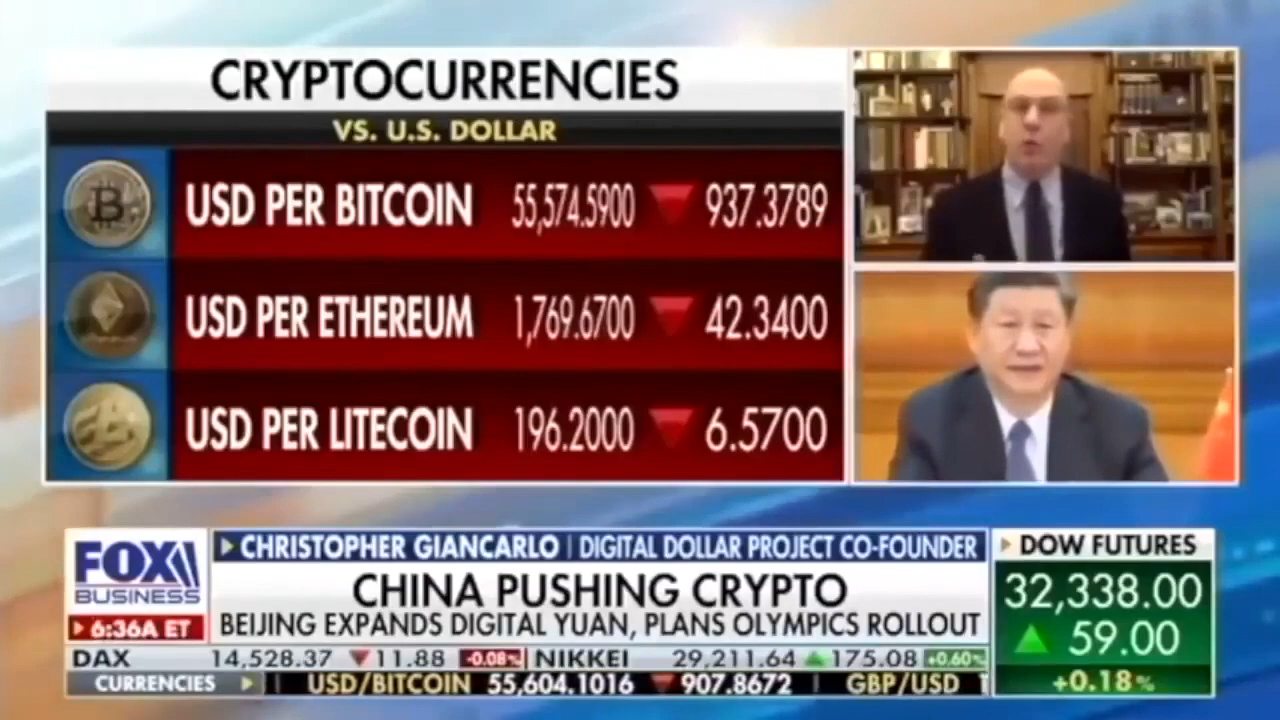 CRYPTOCURRENCIES
VS. U.S. DOLLAR
USD PER BITCOIN 55,574.5900 ▼ 937.3789
USD PER ETHEREUM 1,769.6700 ▼ 42.3400
USD PER LITECOIN 196.2000 ▼ 6.5700
FOX BUSINESS
6:36A ET
CHRISTOPHER GIANCARLO | DIGITAL DOLLAR PROJECT CO-FOUNDER
CHINA PUSHING CRYPTO
BEIJING EXPANDS DIGITAL YUAN, PLANS OLYMPICS ROLLOUT
DOW FUTURES
32,338.00
▲ 59.00
+0.18%
DAX 14,528.37 ▼ 11.88 -0.08% NIKKEI 29,211.64 ▲ 175.08 +0.60%
CURRENCIES USD/BITCOIN 55,604.1016 ▼ 907.8672 | GBP/USD